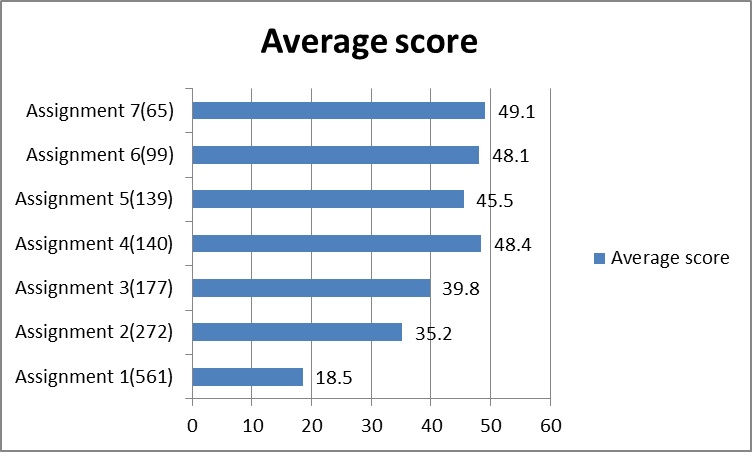 Average score
Assignment 7(65)
49.1
Assignment 6(99)
48.1
Assignment 5(139)
45.5
Assignment 4(140)
48.4
Assignment 3(177)
39.8
Assignment 2(272)
35.2
Assignment 1(561)
18.5
0 10 20 30 40 50 60
Average score